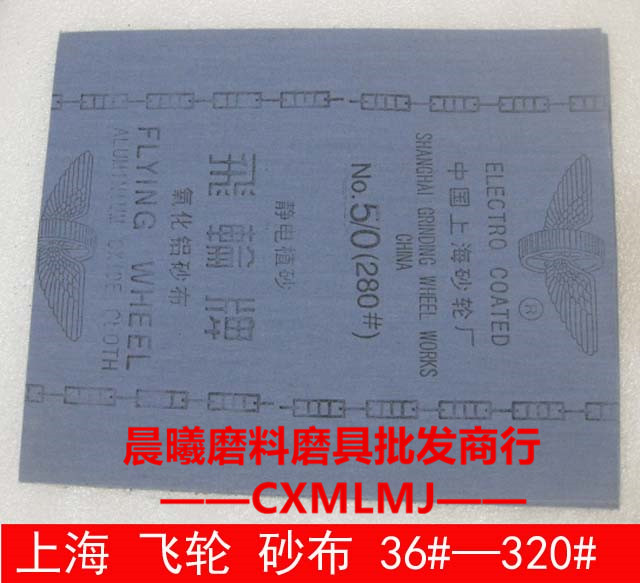 ELECTRO COATED
中国上海砂轮厂
SHANGHAI GRINDING WHEEL WORKS
CHINA
No.5/0(280#)
静电植砂
飛輪牌
氧化铝砂布
FLYING WHEEL
ALUMINIUM OXIDE CLOTH
®
晨曦磨料磨具批发商行
——CXMLMJ——
上海 飞轮 砂布 36#—320#